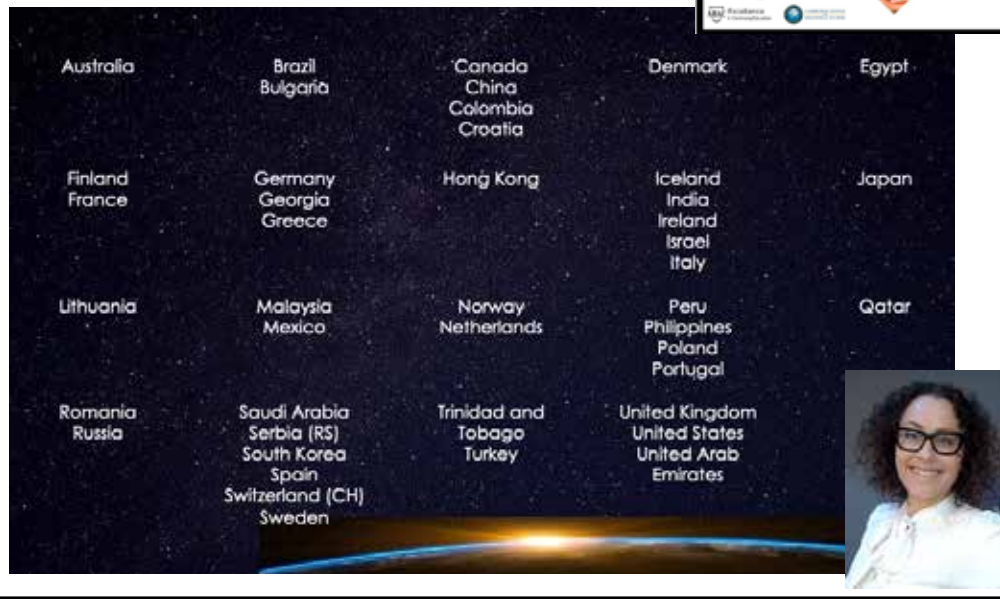 Excellence
Australia
Brazil
Bulgaria
Canada
China
Colombia
Croatia
Denmark
Egypt
Finland
France
Germany
Georgia
Greece
Hong Kong
Iceland
India
Ireland
Israel
Italy
Japan
Lithuania
Malaysia
Mexico
Norway
Netherlands
Peru
Philippines
Poland
Portugal
Qatar
Romania
Russia
Saudi Arabia
Serbia (RS)
South Korea
Spain
Switzerland (CH)
Sweden
Trinidad and
Tobago
Turkey
United Kingdom
United States
United Arab
Emirates